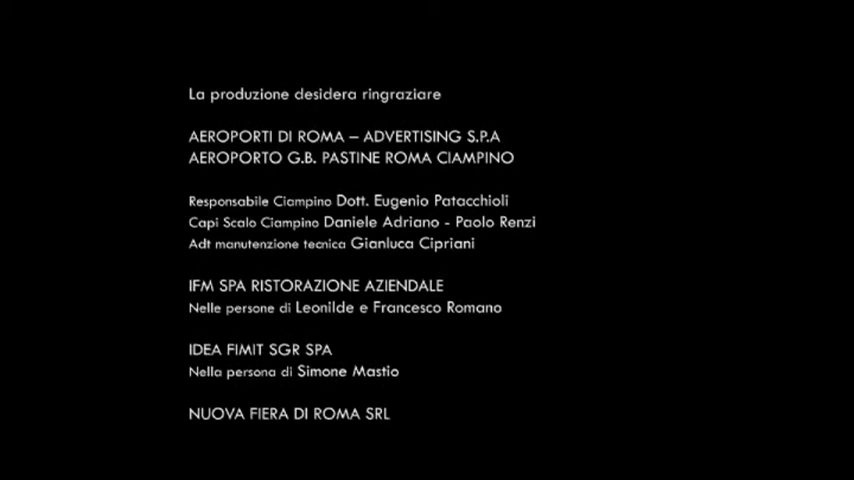 La produzione desidera ringraziare
AEROPORTI DI ROMA – ADVERTISING S.P.A
AEROPORTO G.B. PASTINE ROMA CIAMPINO
Responsabile Ciampino Dott. Eugenio Patacchioli
Capi Scalo Ciampino Daniele Adriano - Paolo Renzi
Adt manutenzione tecnica Gianluca Cipriani
IFM SPA RISTORAZIONE AZIENDALE
Nelle persone di Leonilde e Francesco Romano
IDEA FIMIT SGR SPA
Nella persona di Simone Mastio
NUOVA FIERA DI ROMA SRL